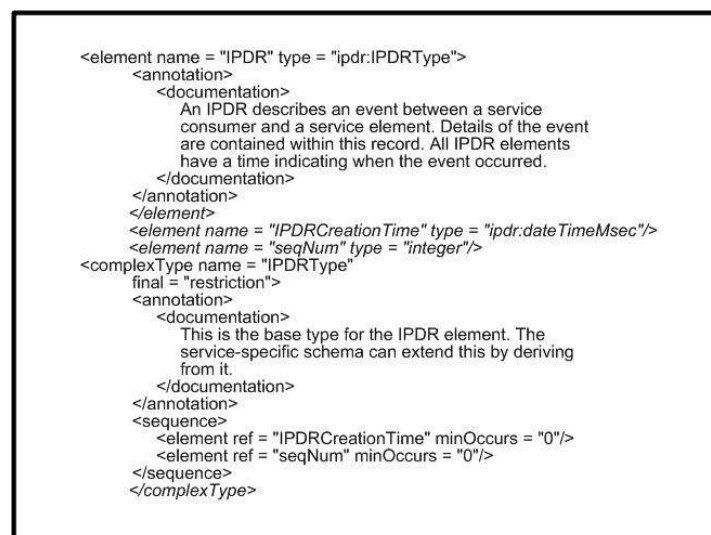 <element name = "IPDR" type = "ipdr:IPDRType">
<annotation>
<documentation>
An IPDR describes an event between a service
consumer and a service element. Details of the event
are contained within this record. All IPDR elements
have a time indicating when the event occurred.
</documentation>
</annotation>
</element>
<element name = "IPDRCreationTime" type = "ipdr:dateTimeMsec"/>
<element name = "seqNum" type = "integer"/>
<complexType name = "IPDRType"
final = "restriction">
<annotation>
<documentation>
This is the base type for the IPDR element. The
service-specific schema can extend this by deriving
from it.
</documentation>
</annotation>
<sequence>
<element ref = "IPDRCreationTime" minOccurs = "0"/>
<element ref = "seqNum" minOccurs = "0"/>
</sequence>
</complexType>